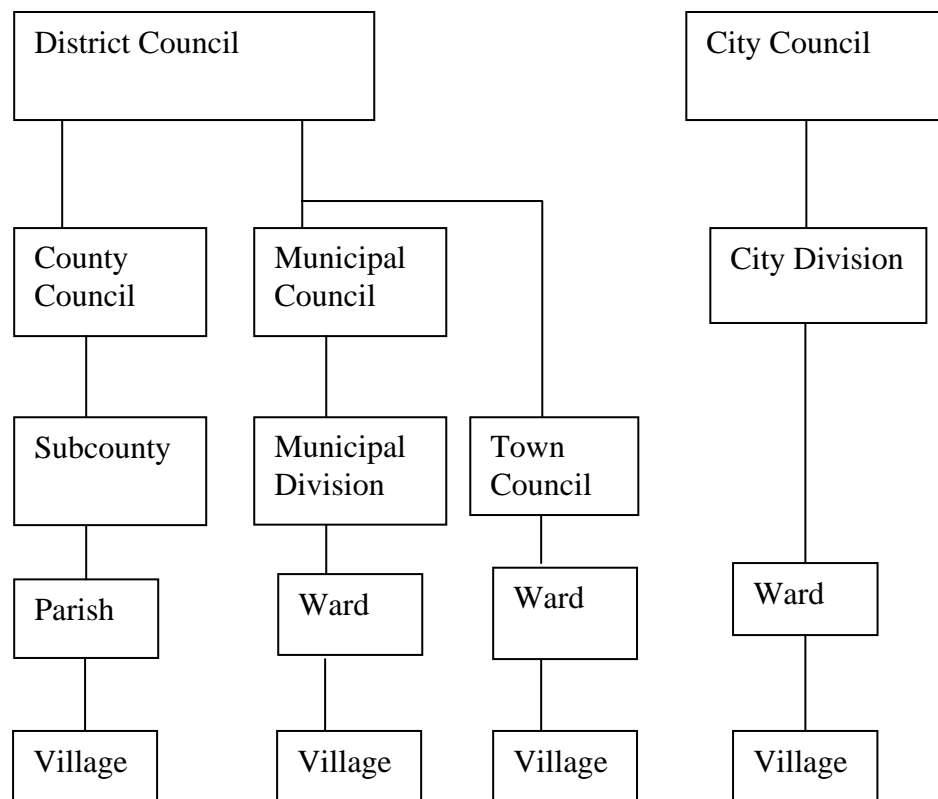 District Council
City Council
County
Council
Municipal
Council
City Division
Subcounty
Municipal
Division
Town
Council
Parish
Ward
Ward
Ward
Village
Village
Village
Village